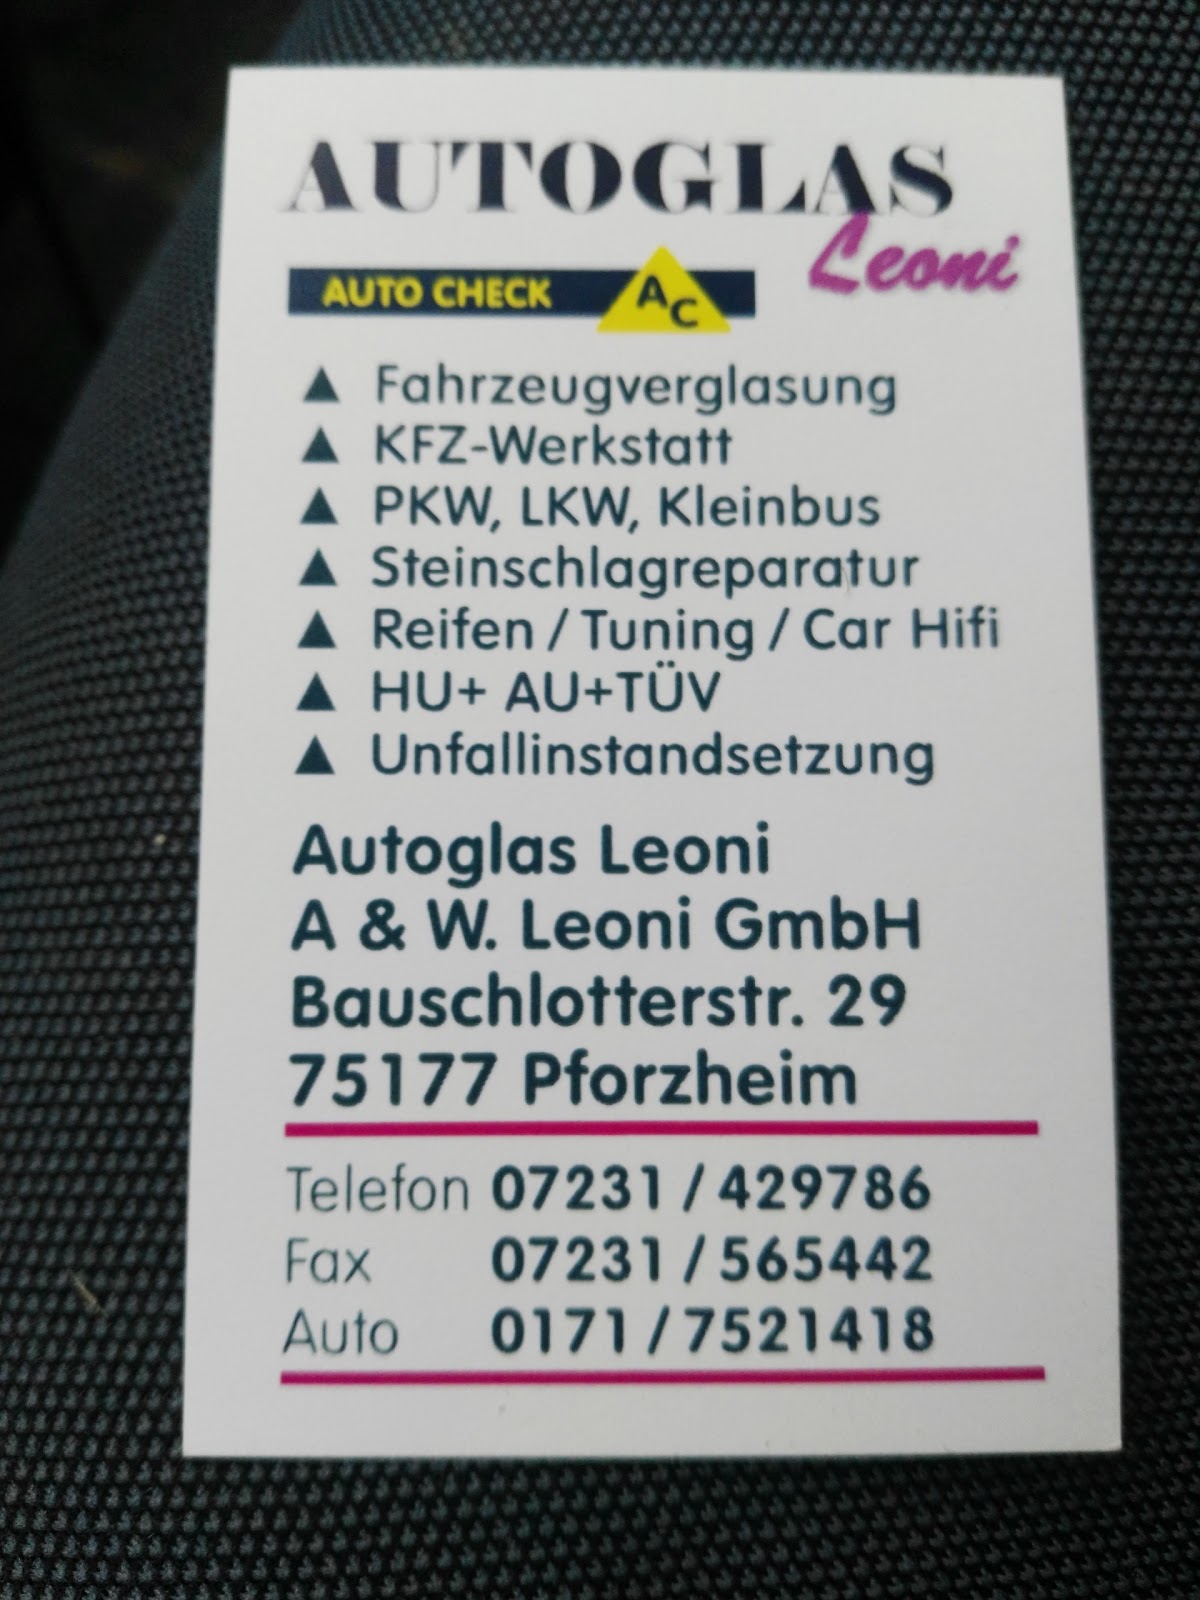 AUTOGLAS
Leoni
AUTO CHECK AC
▲ Fahrzeugverglasung
▲ KFZ-Werkstatt
▲ PKW, LKW, Kleinbus
▲ Steinschlagreparatur
▲ Reifen / Tuning / Car Hifi
▲ HU+ AU+TÜV
▲ Unfallinstandsetzung
Autoglas Leoni
A & W. Leoni GmbH
Bauschlotterstr. 29
75177 Pforzheim
Telefon 07231 / 429786
Fax 07231 / 565442
Auto 0171 / 7521418